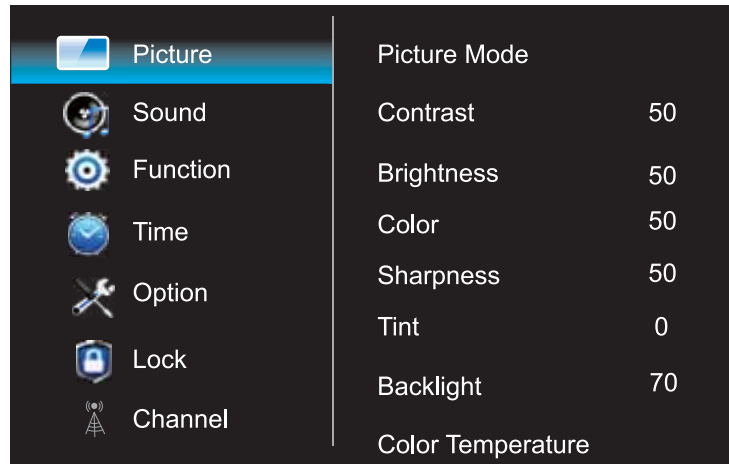 Picture
Sound
Function
Time
Option
Lock
Channel
Picture Mode
Contrast 50
Brightness 50
Color 50
Sharpness 50
Tint 0
Backlight 70
Color Temperature